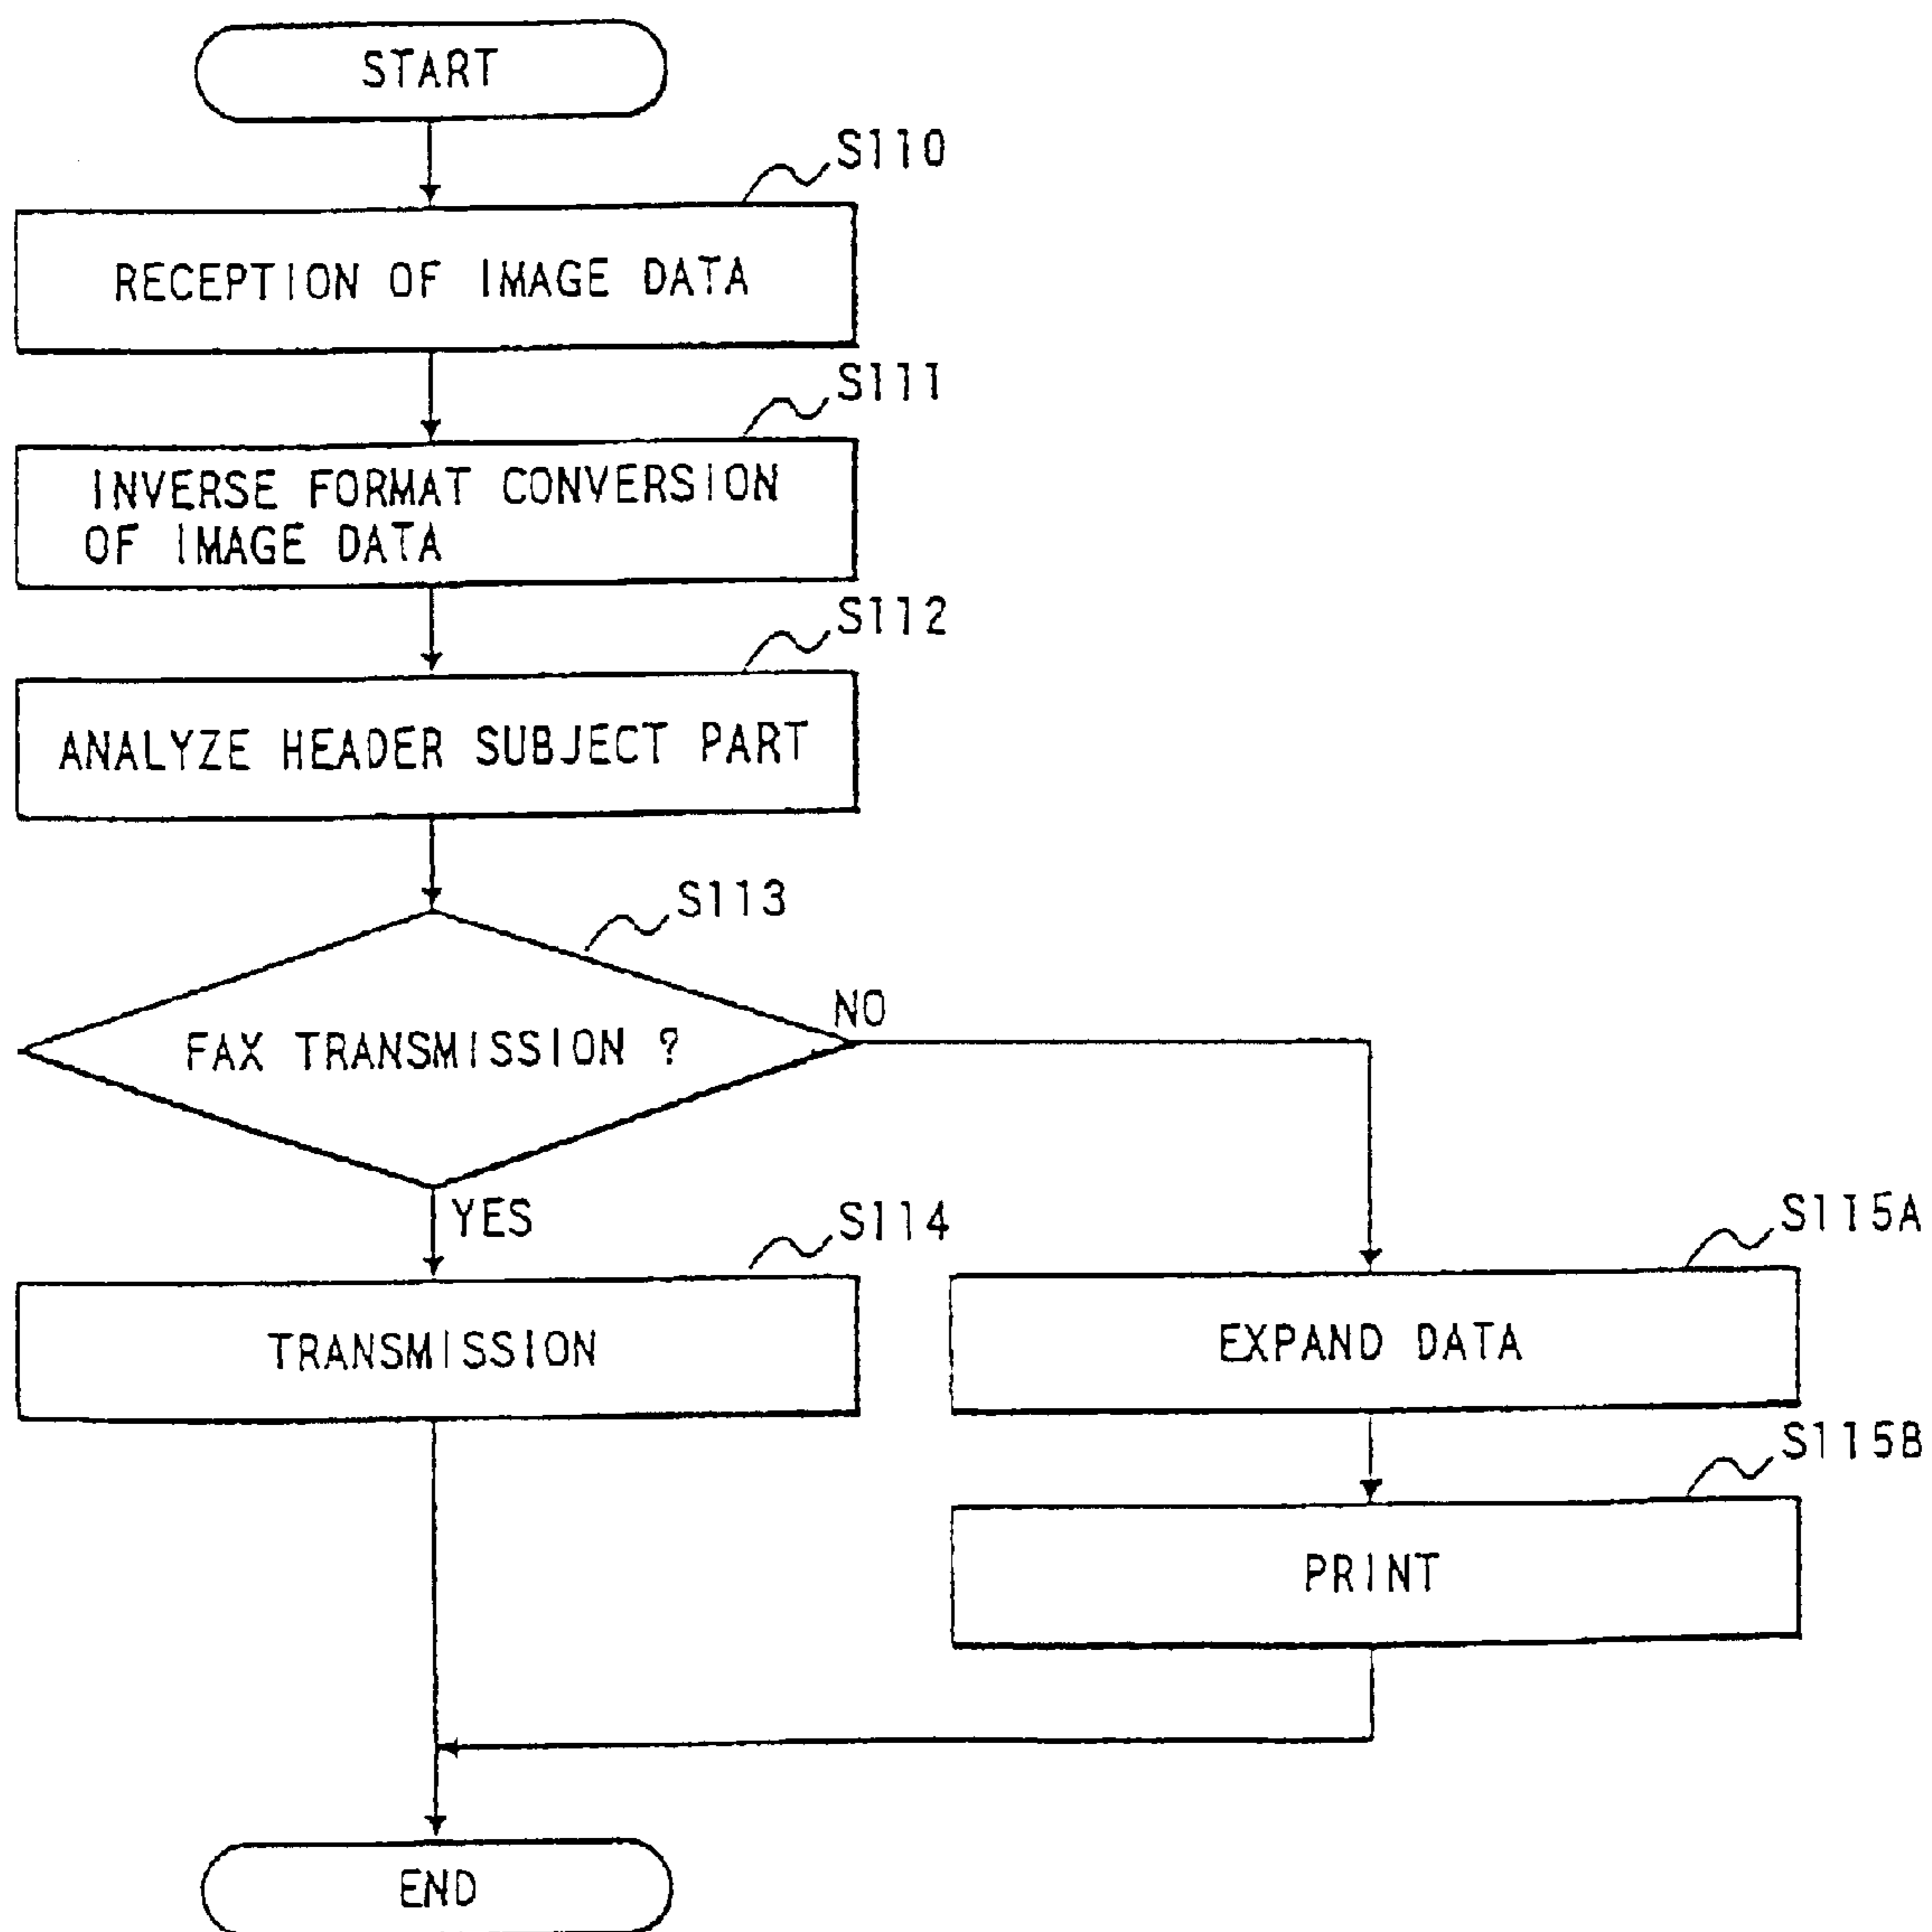 START
S110
RECEPTION OF IMAGE DATA
S111
INVERSE FORMAT CONVERSION
OF IMAGE DATA
S112
ANALYZE HEADER SUBJECT PART
S113
NO
FAX TRANSMISSION ?
YES
S114
S115A
TRANSMISSION
EXPAND DATA
S115B
PRINT
END